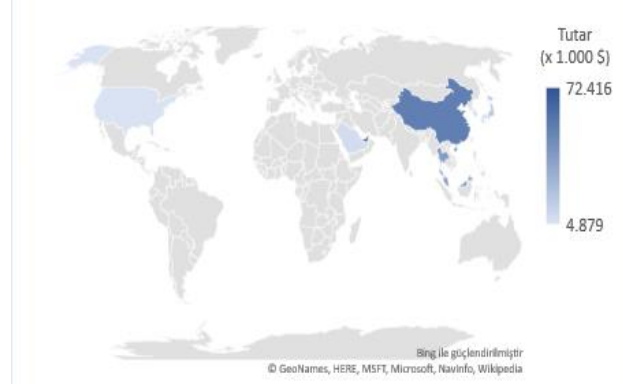 Tutar
(x 1.000 $)
72.416
4.879
Bing ile güçlendirilmiştir
© GeoNames, HERE, MSFT, Microsoft, NavInfo, Wikipedia